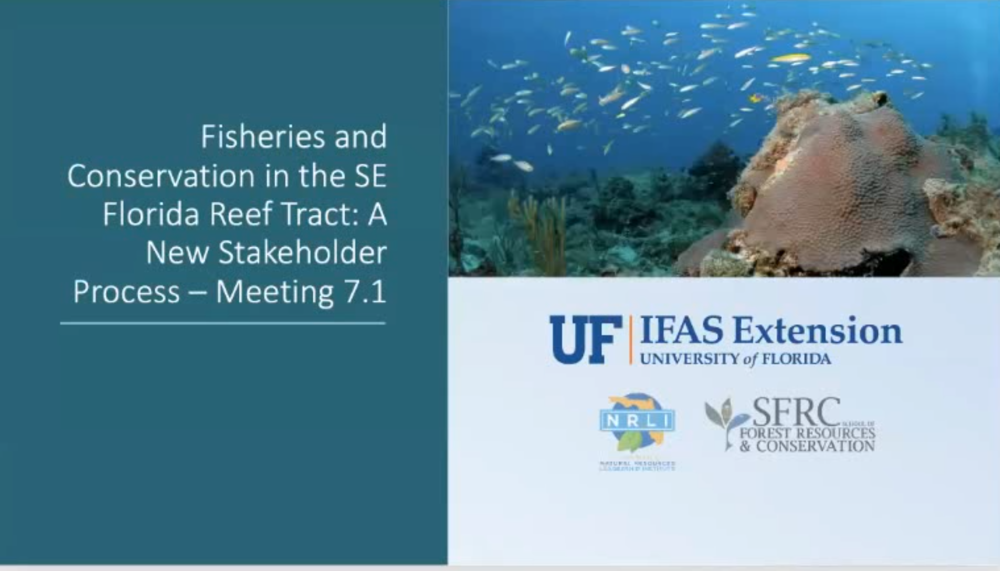 Fisheries and
Conservation in the SE
Florida Reef Tract: A
New Stakeholder
Process – Meeting 7.1
UF
IFAS Extension
UNIVERSITY of FLORIDA
NRLI
NATURAL RESOURCES
LEADERSHIP INSTITUTE
SFRC
SCHOOL OF
FOREST RESOURCES
& CONSERVATION